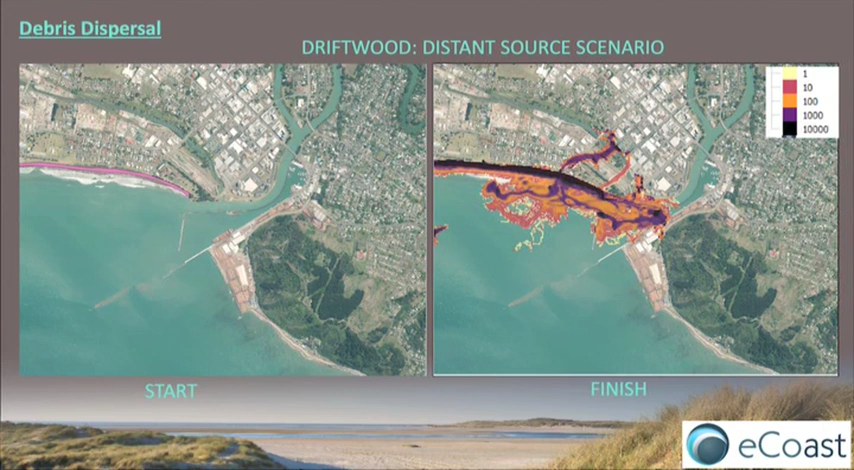 Debris Dispersal
DRIFTWOOD: DISTANT SOURCE SCENARIO
1
10
100
1000
10000
START
FINISH
eCoast